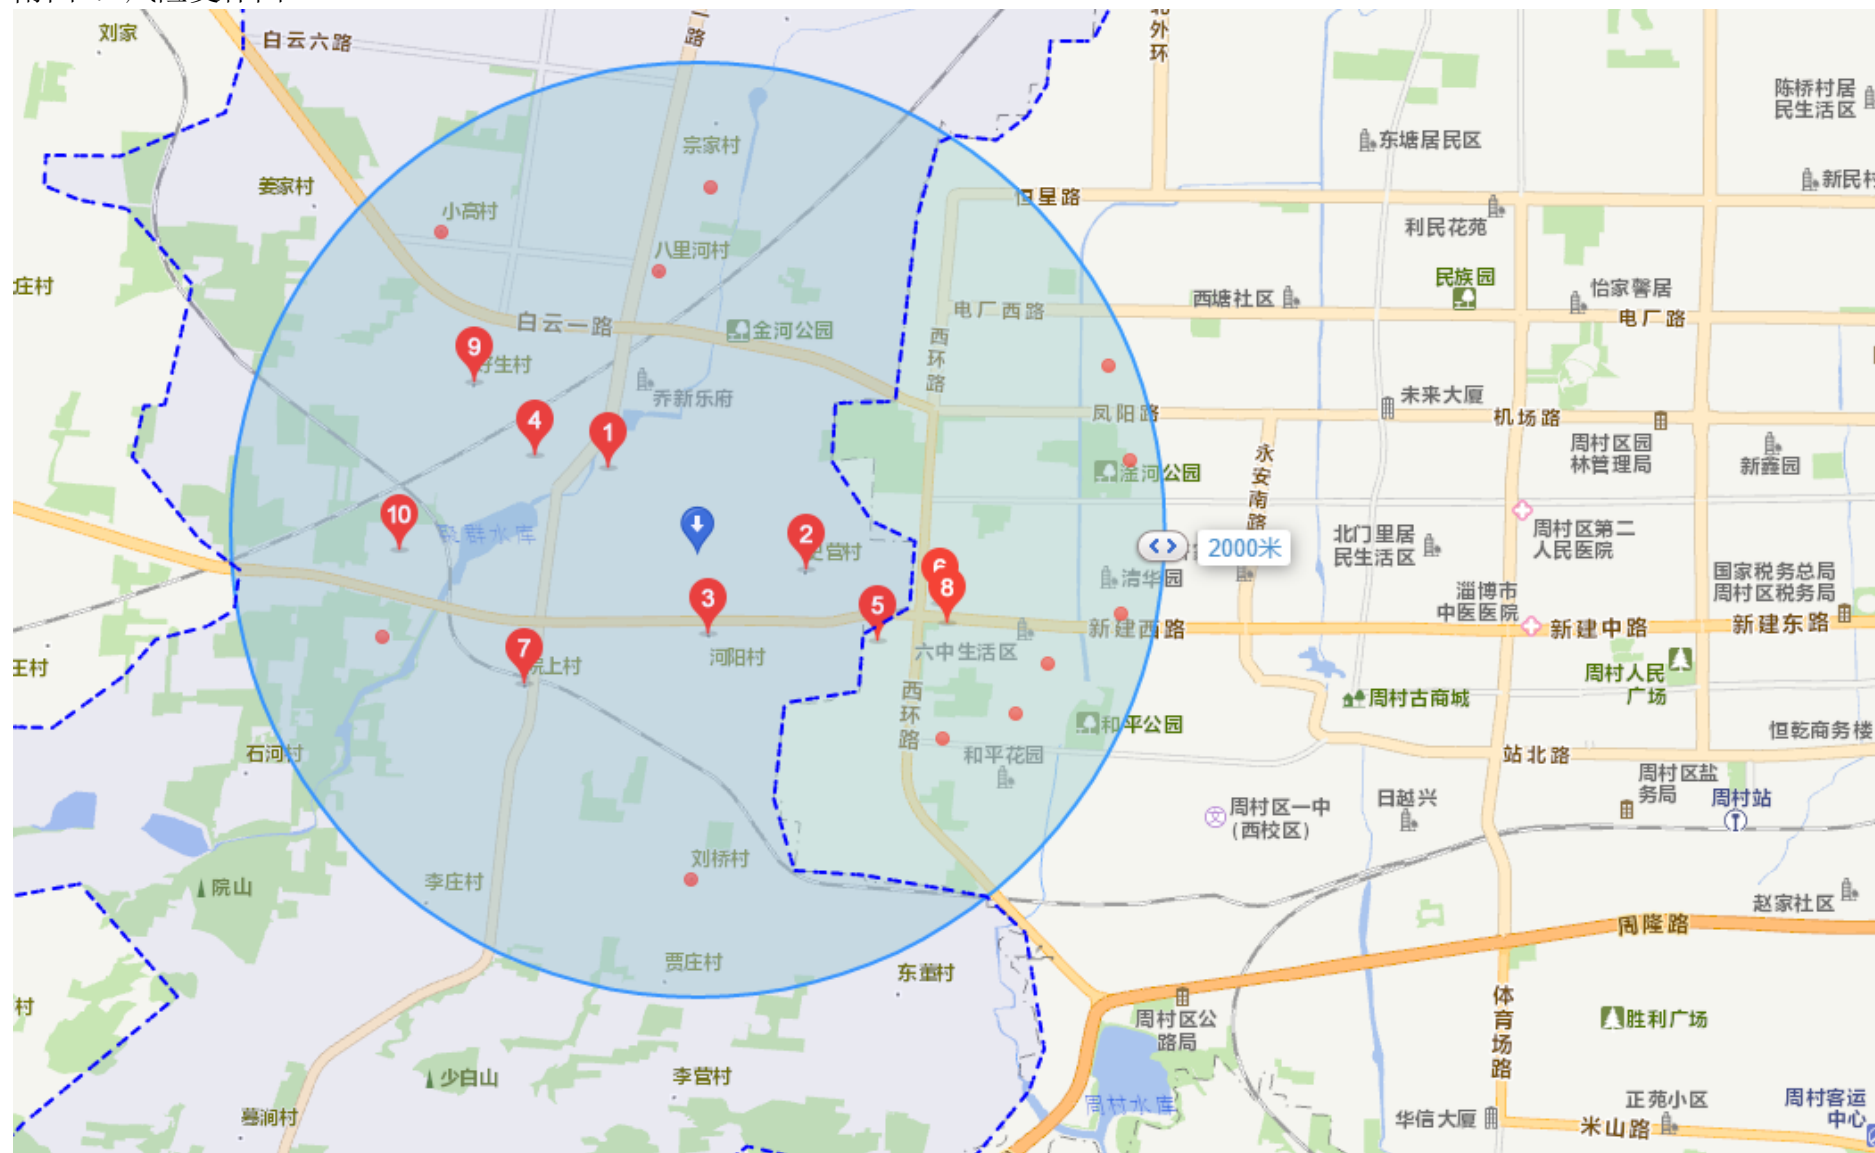 刘家
白云六路
路
北外环
陈桥村居
民生活区
宗家村
东塘居民区
姜家村
新民村
小高村
恒星路
利民花苑
八里河村
民族园
庄村
西塘社区
怡家馨居
电厂西路
电厂路
白云一路
金河公园
西环路
9
好生村
乔新乐府
未来大厦
凤阳路
机场路
4
1
周村区园
林管理局
永安南路
新鑫园
淦河公园
10
聚群水库
2
史营村
周村区第二
人民医院
北门里居
民生活区
2000米
清华园
国家税务总局
周村区税务局
6
8
3
5
淄博市
中医医院
新建西路
新建中路
新建东路
7
院上村
河阳村
六中生活区
王村
周村人民
广场
西环路
周村古商城
和平公园
石河村
和平花园
站北路
恒乾商务楼
周村区盐
务局
周村站
日越兴
周村区一中
(西校区)
刘桥村
李庄村
院山
赵家社区
周隆路
贾庄村
东董村
村
体育场路
周村区公
路局
胜利广场
少白山
李营村
周村水库
正苑小区
周村客运
中心
墓涧村
华信大厦
米山路